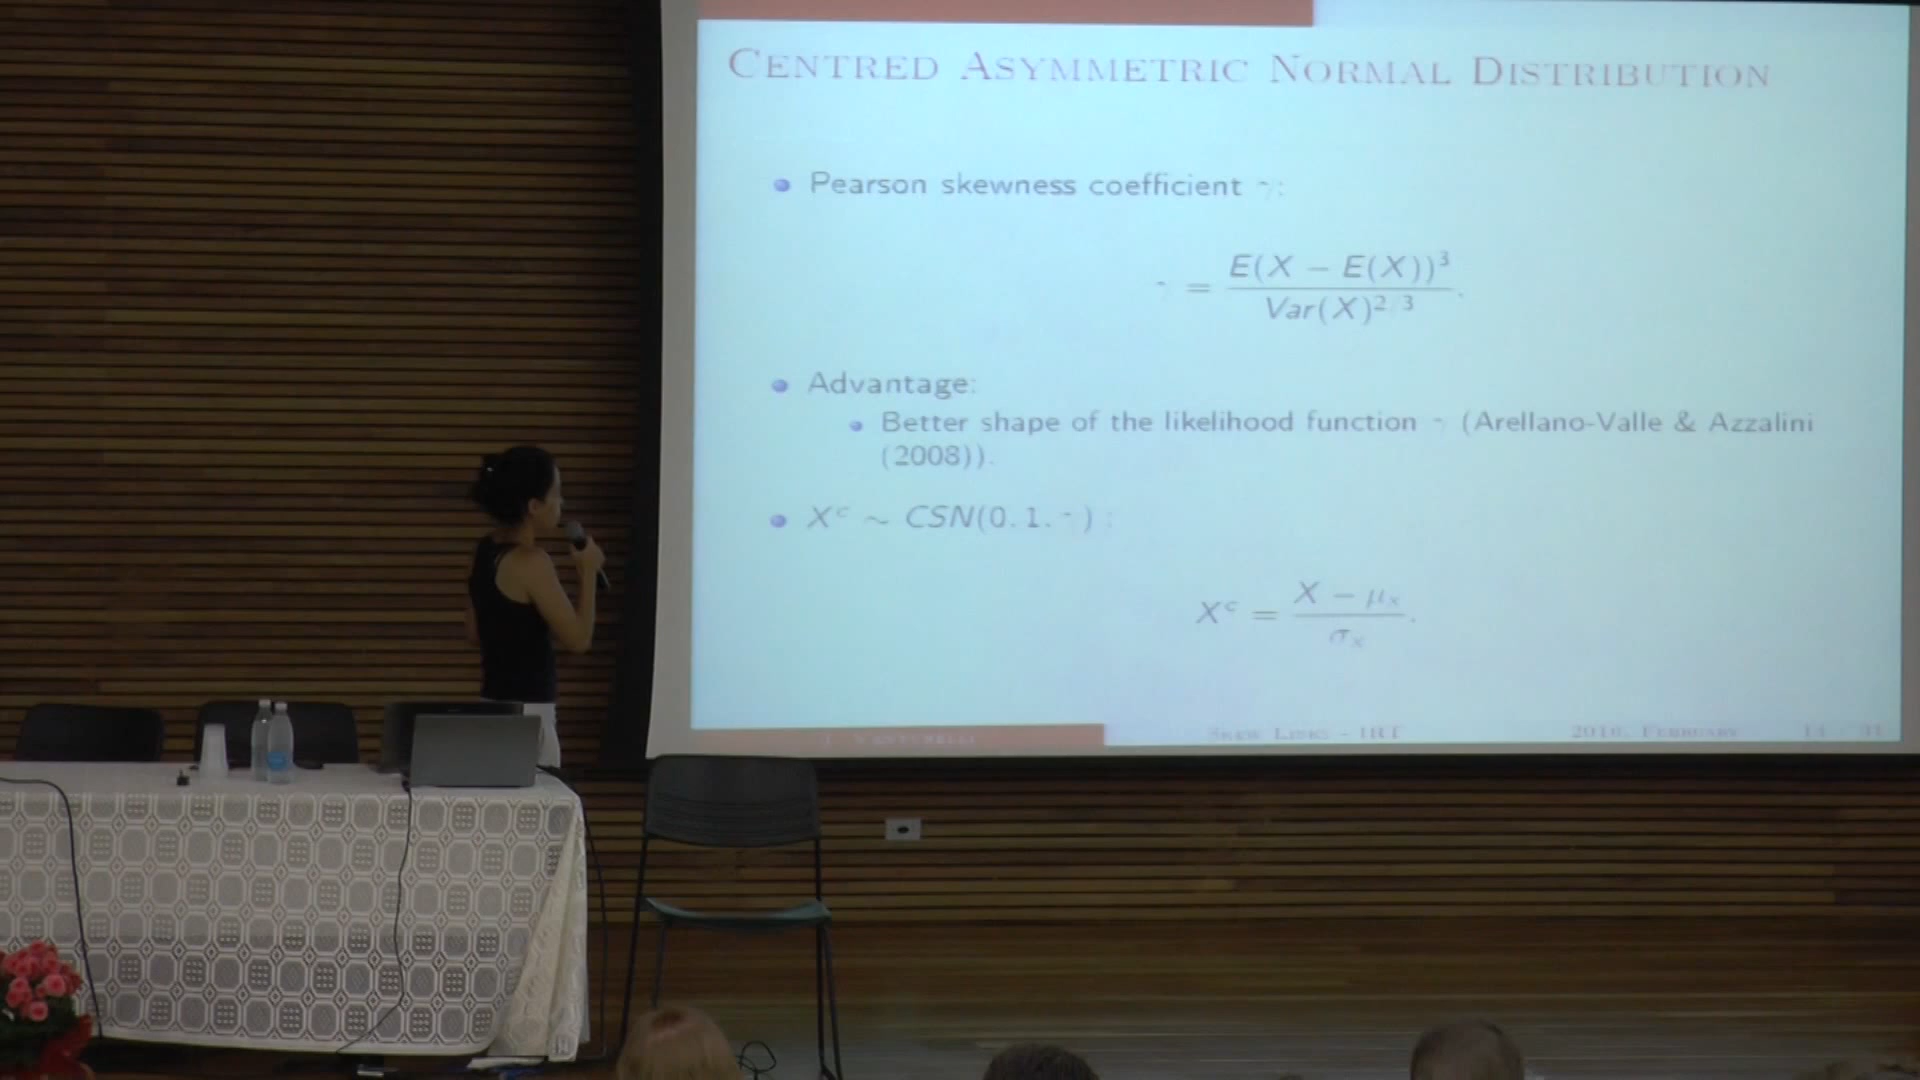 CENTRED ASYMMETRIC NORMAL DISTRIBUTION
Pearson skewness coefficient γ:
γ = E(X − E(X))³ / Var(X)^2/3.
Advantage:
Better shape of the likelihood function γ (Arellano-Valle & Azzalini
(2008)).
X^c ∼ CSN(0, 1, γ) :
X^c = X − μ_x / σ_x.
SKEW LINKS - IRT 2016, FEBRUARY